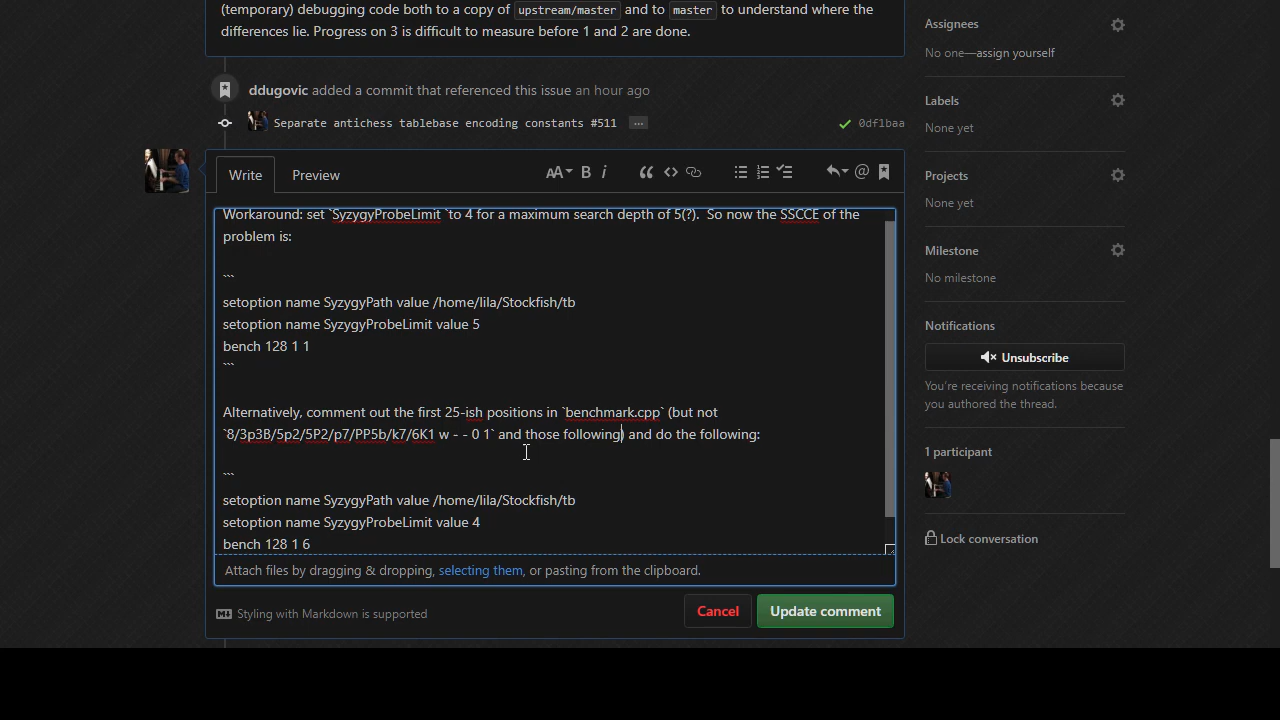 (temporary) debugging code both to a copy of upstream/master and to master to understand where the
differences lie. Progress on 3 is difficult to measure before 1 and 2 are done.
ddugovic added a commit that referenced this issue an hour ago
Separate antichess tablebase encoding constants #511 ... 0df1baa
Write Preview
AA B i @
Workaround: set `SyzygyProbeLimit `to 4 for a maximum search depth of 5(?). So now the SSCCE of the
problem is:
```
setoption name SyzygyPath value /home/lila/Stockfish/tb
setoption name SyzygyProbeLimit value 5
bench 128 1 1
```
Alternatively, comment out the first 25-ish positions in `benchmark.cpp` (but not
`8/3p3B/5p2/5P2/p7/PP5b/k7/6K1 w - - 0 1` and those following) and do the following:
```
setoption name SyzygyPath value /home/lila/Stockfish/tb
setoption name SyzygyProbeLimit value 4
bench 128 1 6
Attach files by dragging & dropping, selecting them, or pasting from the clipboard.
Styling with Markdown is supported
Cancel Update comment
Assignees
No one—assign yourself
Labels
None yet
Projects
None yet
Milestone
No milestone
Notifications
Unsubscribe
You're receiving notifications because
you authored the thread.
1 participant
Lock conversation